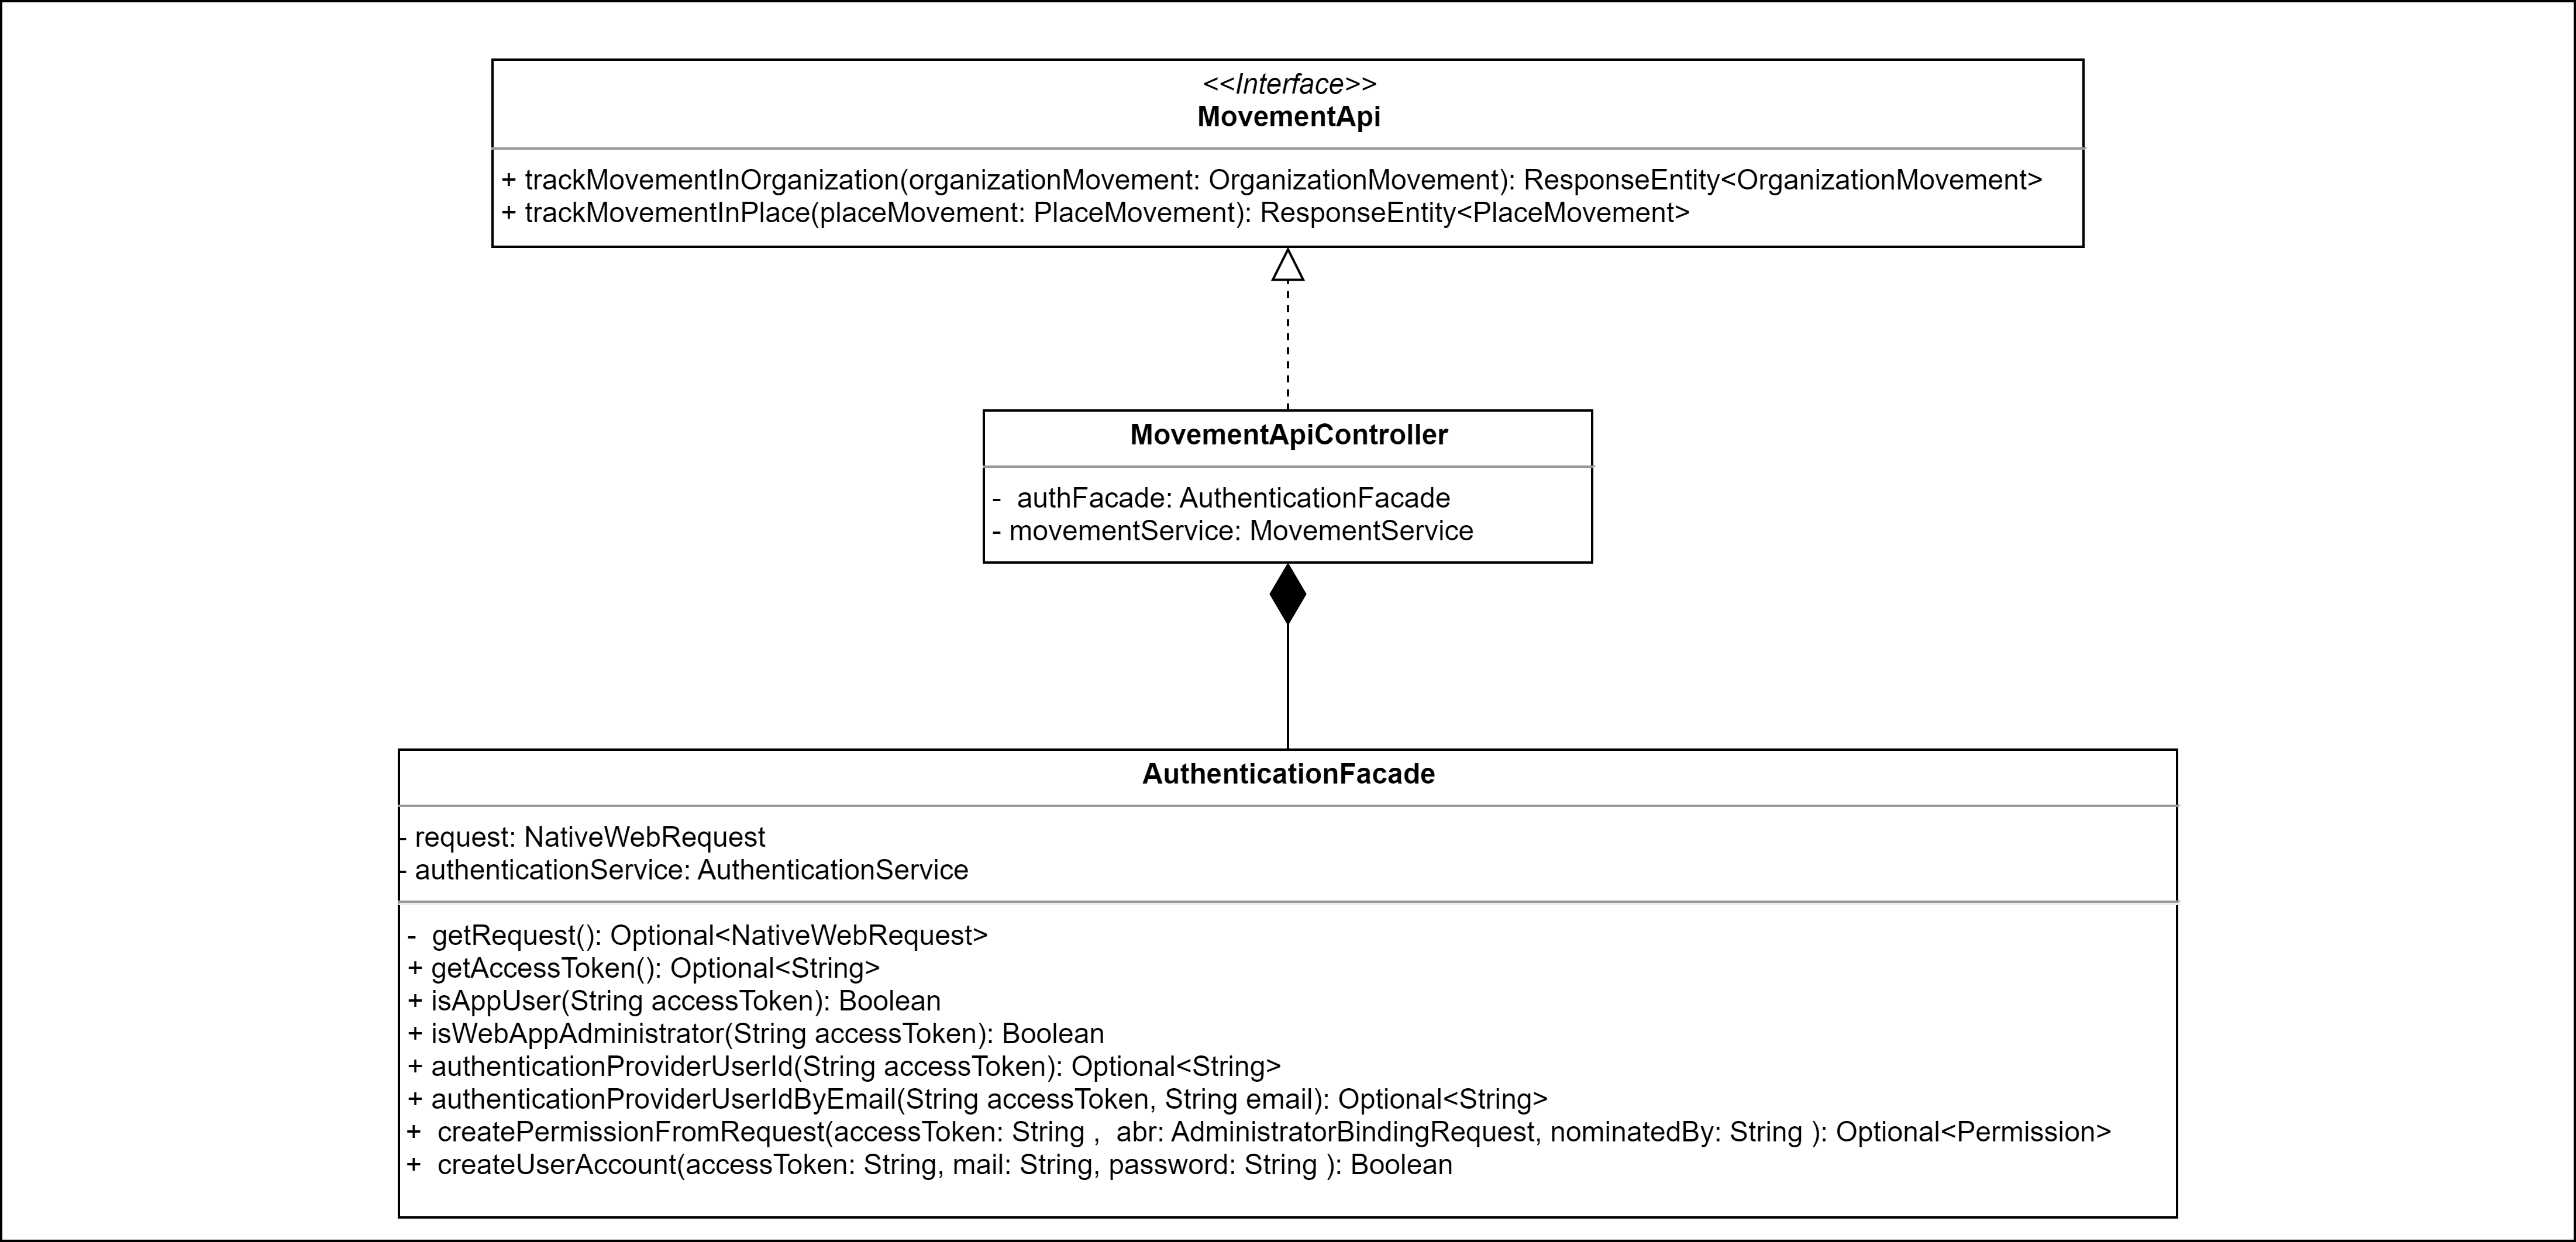 <<Interface>>
MovementApi
+ trackMovementInOrganization(organizationMovement: OrganizationMovement): ResponseEntity<OrganizationMovement>
+ trackMovementInPlace(placeMovement: PlaceMovement): ResponseEntity<PlaceMovement>
MovementApiController
-  authFacade: AuthenticationFacade
- movementService: MovementService
AuthenticationFacade
- request: NativeWebRequest
- authenticationService: AuthenticationService
-  getRequest(): Optional<NativeWebRequest>
+ getAccessToken(): Optional<String>
+ isAppUser(String accessToken): Boolean
+ isWebAppAdministrator(String accessToken): Boolean
+ authenticationProviderUserId(String accessToken): Optional<String>
+ authenticationProviderUserIdByEmail(String accessToken, String email): Optional<String>
+  createPermissionFromRequest(accessToken: String ,  abr: AdministratorBindingRequest, nominatedBy: String ): Optional<Permission>
+  createUserAccount(accessToken: String, mail: String, password: String ): Boolean